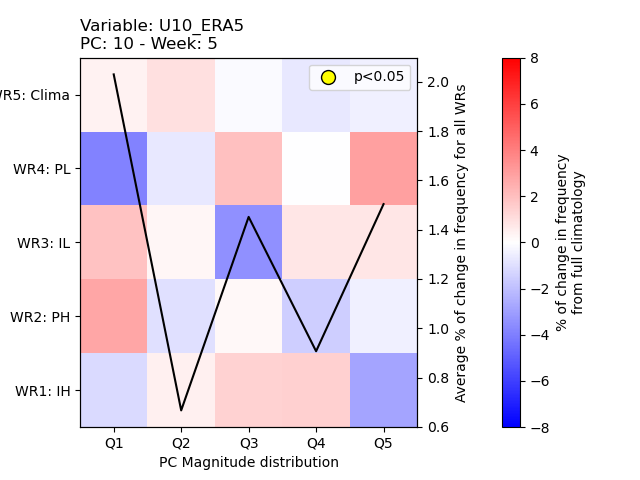 Variable: U10_ERA5
PC: 10 - Week: 5
p<0.05
WR5: Clima
WR4: PL
WR3: IL
WR2: PH
WR1: IH
Q1 Q2 Q3 Q4 Q5
PC Magnitude distribution
2.0
1.8
1.6
1.4
1.2
1.0
0.8
0.6
Average % of change in frequency for all WRs
8
6
4
2
0
−2
−4
−6
−8
% of change in frequency
from full climatology